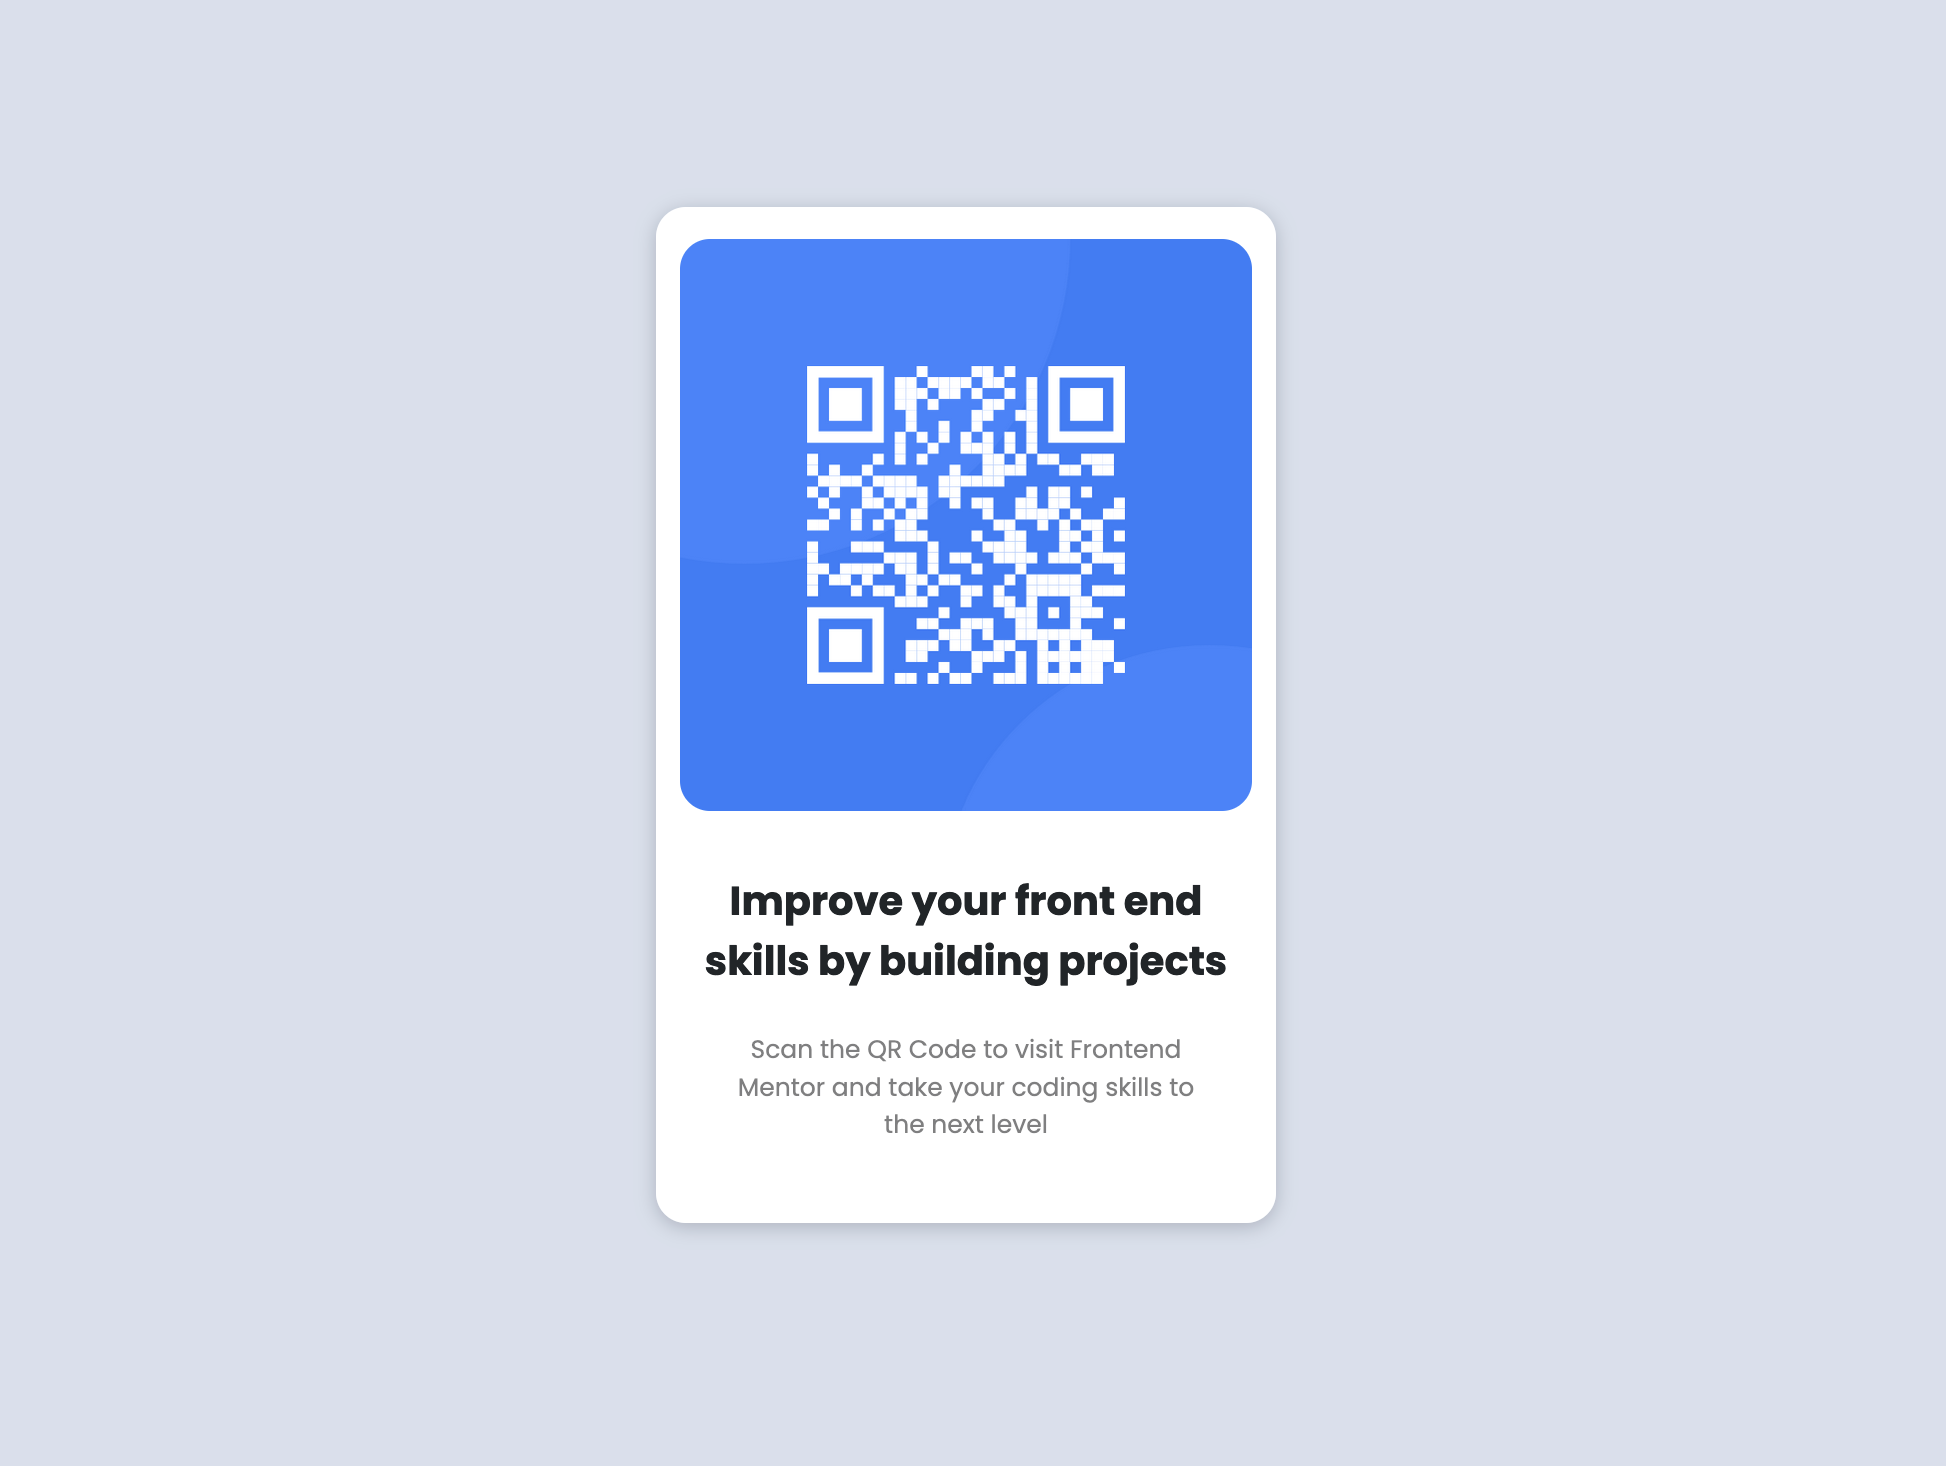 Improve your front end
skills by building projects
Scan the QR Code to visit Frontend
Mentor and take your coding skills to
the next level